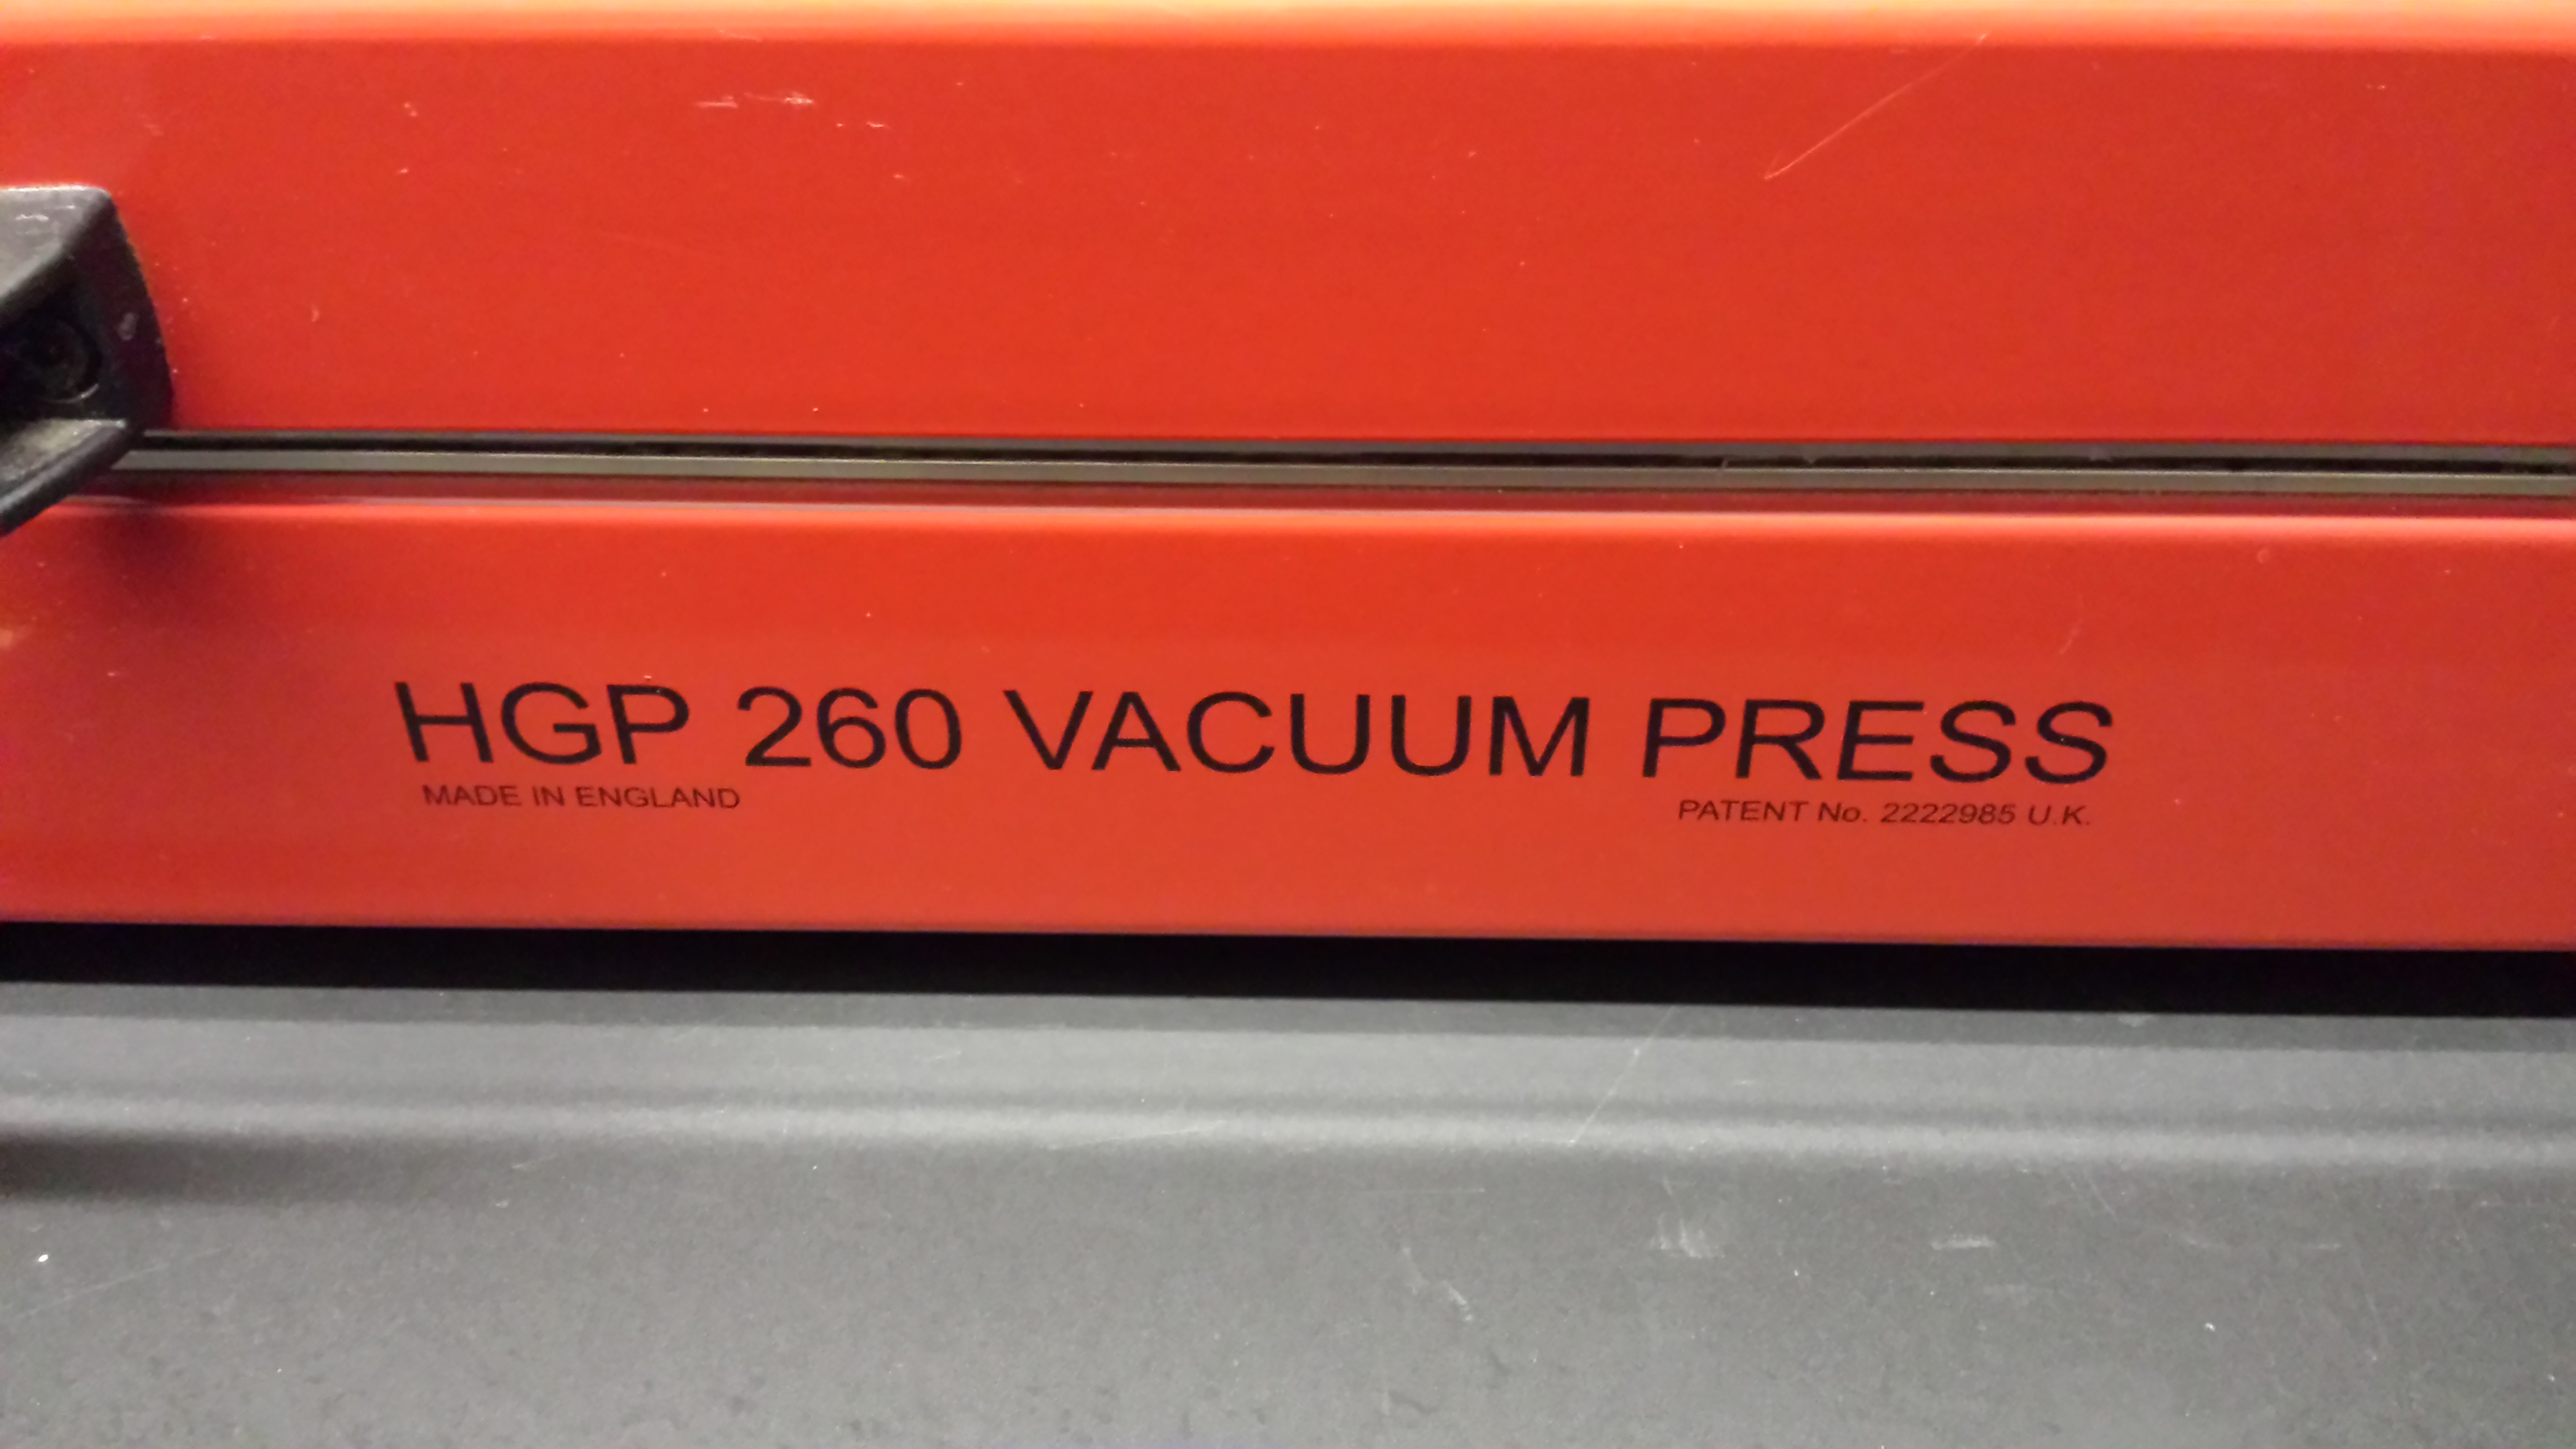 HGP 260 VACUUM PRESS
MADE IN ENGLAND
PATENT No. 2222985 U.K.